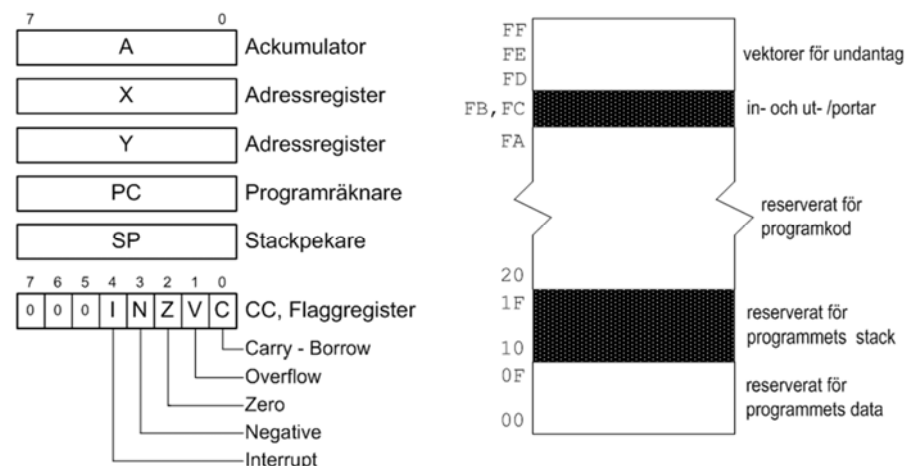 7 0
A Ackumulator
X Adressregister
Y Adressregister
PC Programräknare
SP Stackpekare
7 6 5 4 3 2 1 0
0 0 0 I N Z V C CC, Flaggregister
Carry - Borrow
Overflow
Zero
Negative
Interrupt
FF
FE
FD
vektorer för undantag
FB,FC
in- och ut- /portar
FA
reserverat för
programkod
20
1F
10
reserverat för
programmets stack
0F
00
reserverat för
programmets data